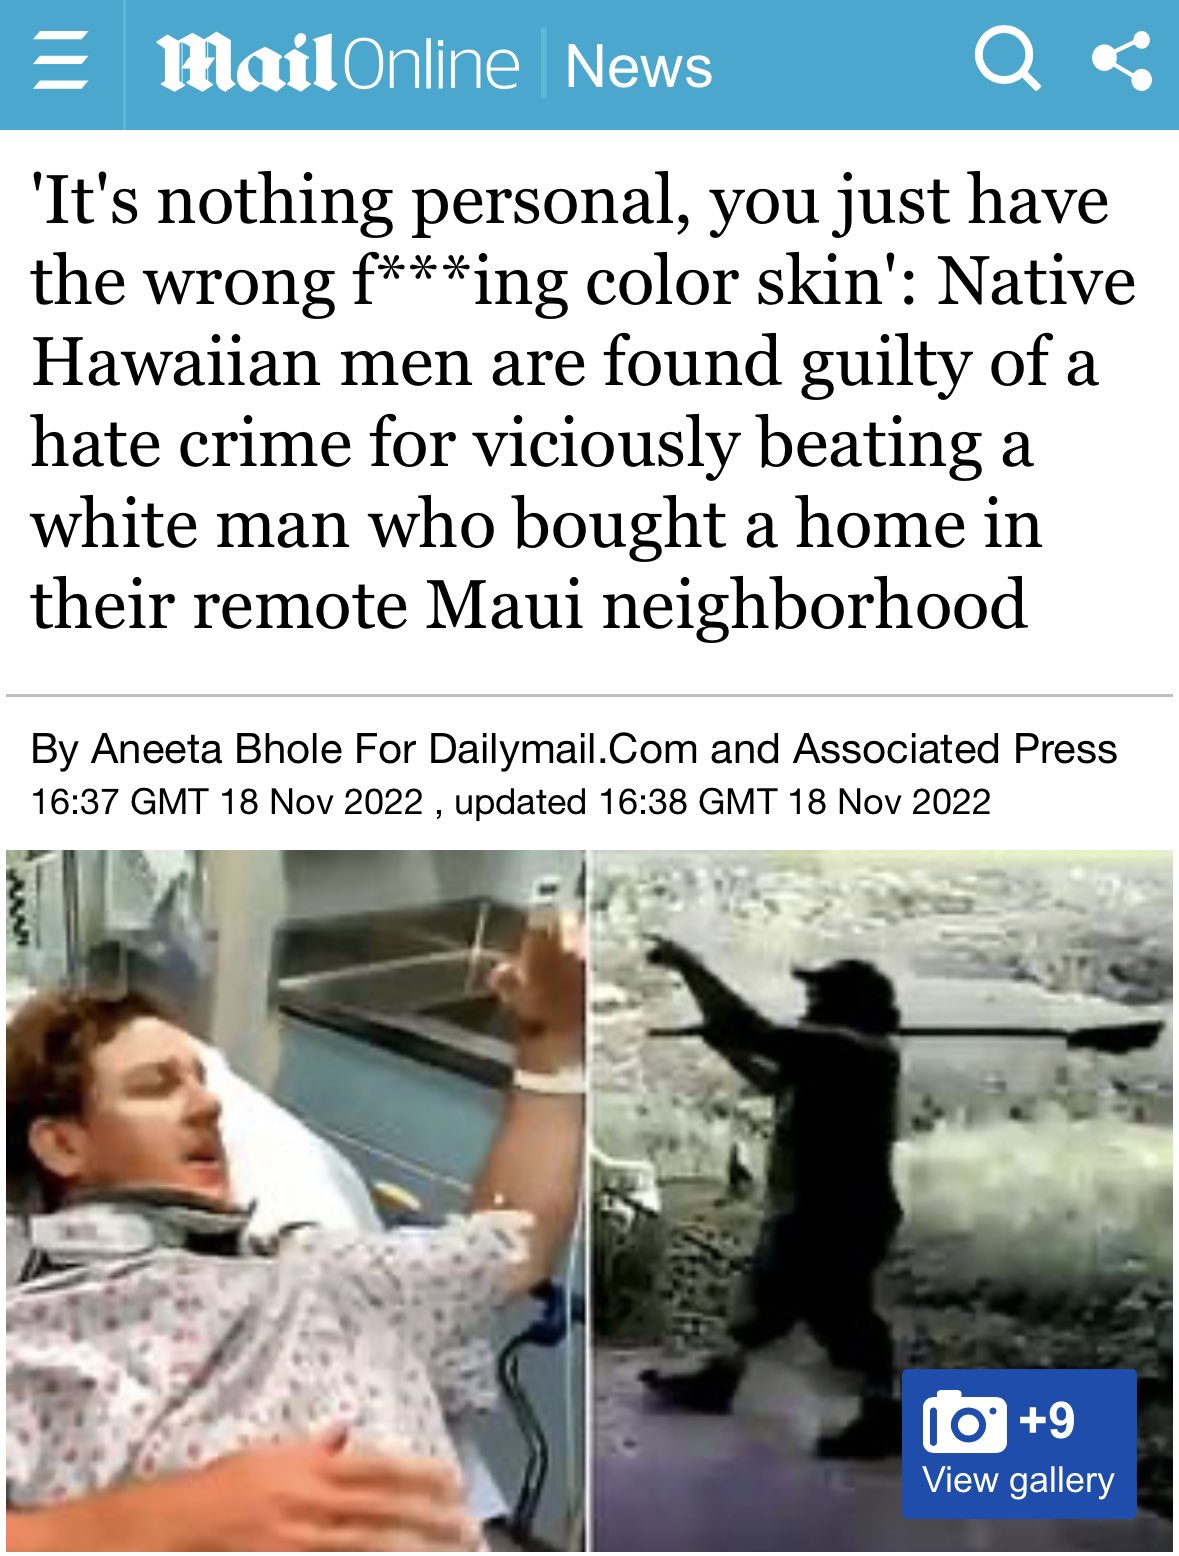 Mail Online News
'It's nothing personal, you just have
the wrong f***ing color skin': Native
Hawaiian men are found guilty of a
hate crime for viciously beating a
white man who bought a home in
their remote Maui neighborhood
By Aneeta Bhole For Dailymail.Com and Associated Press
16:37 GMT 18 Nov 2022 , updated 16:38 GMT 18 Nov 2022
+9
View gallery